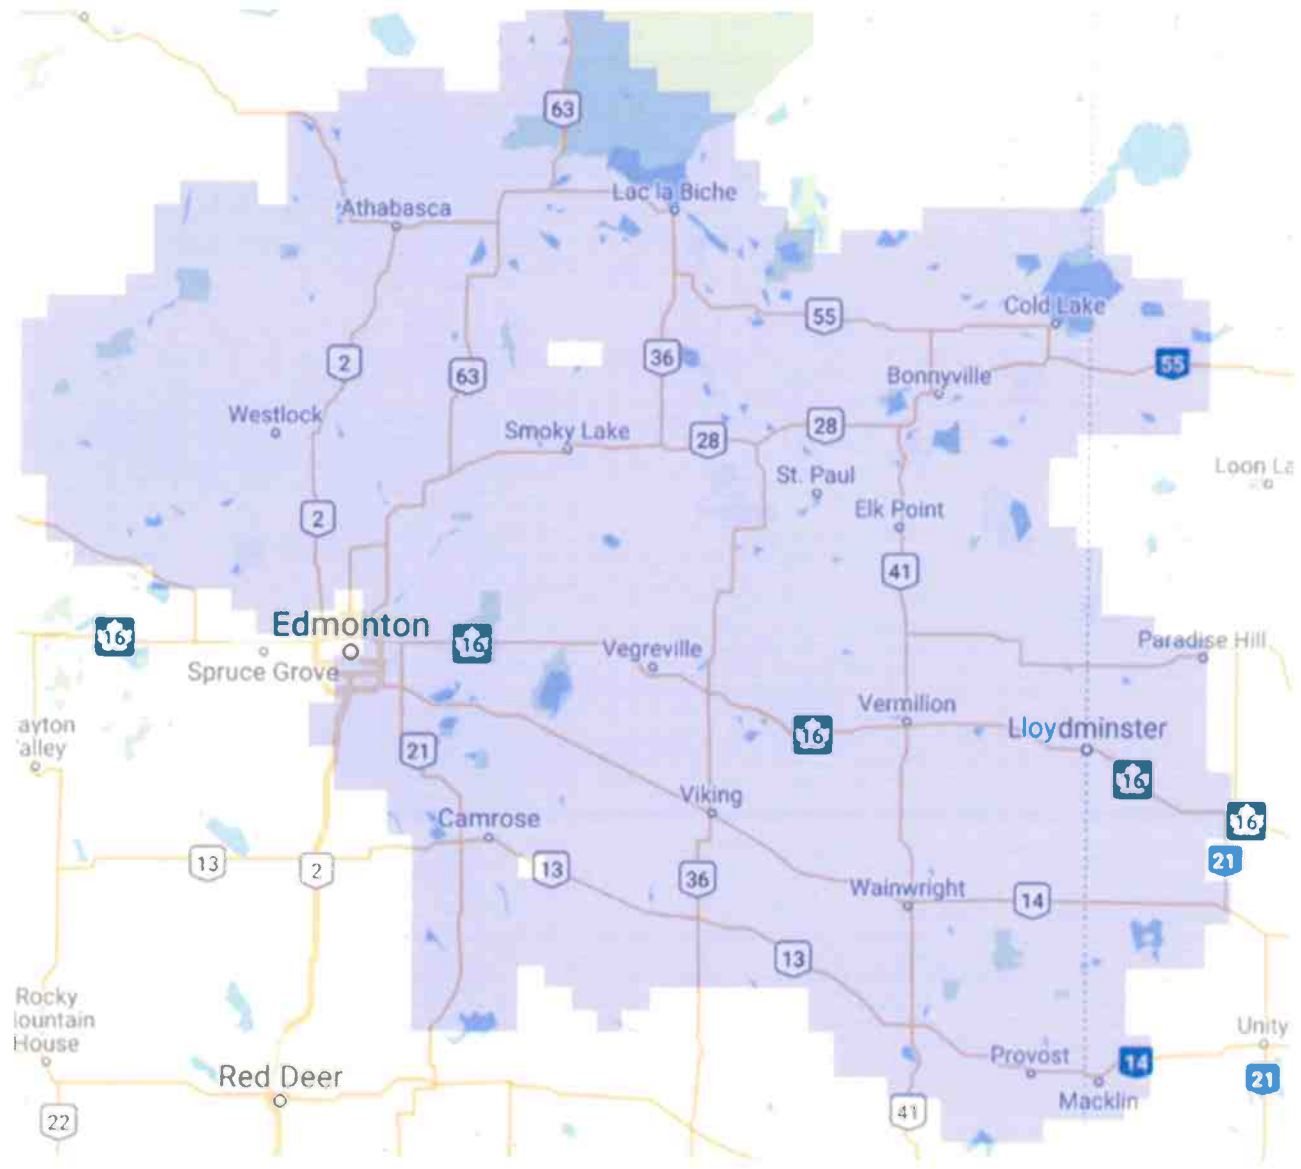 63
Lac la Biche
Athabasca
Cold Lake
55
2
63
36
55
Bonnyville
Westlock
Smoky Lake
28
28
Loon La
St. Paul
Elk Point
2
41
Edmonton
16
16
Paradise Hill
Vegreville
Spruce Grove
Vermilion
ayton
alley
16
Lloydminster
21
16
Viking
Camrose
16
13
2
13
36
21
Wainwright
14
13
Rocky
lountain
House
Unity
Provost
14
Red Deer
21
Macklin
22
41